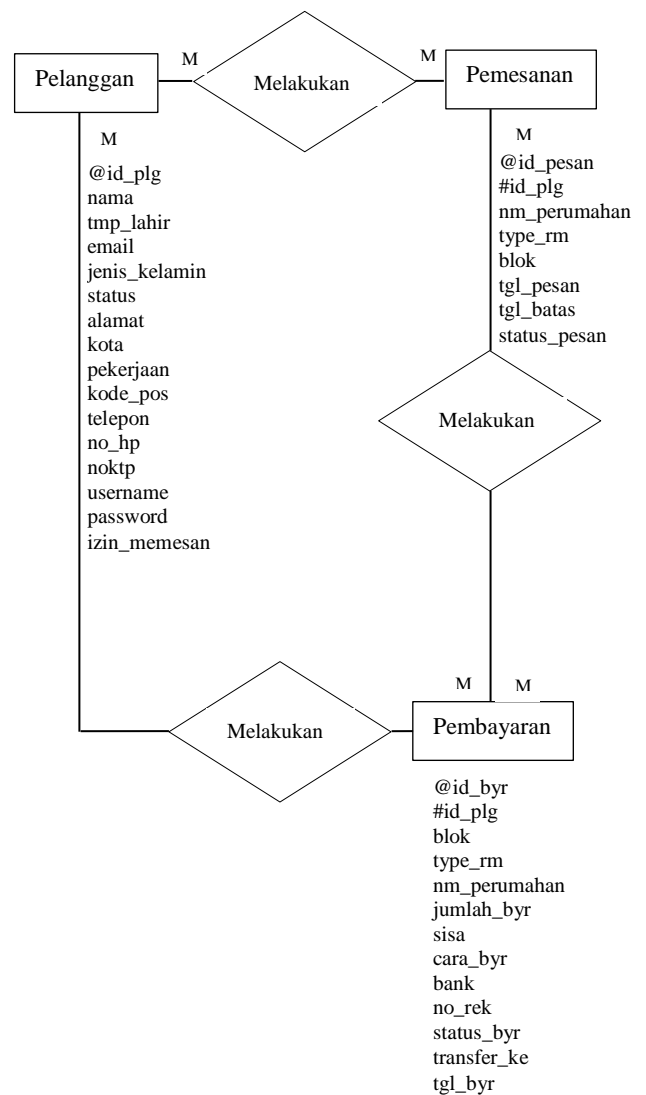 M
M
Pelanggan
Melakukan
Pemesanan
M
@id_plg
nama
tmp_lahir
email
jenis_kelamin
status
alamat
kota
pekerjaan
kode_pos
telepon
no_hp
noktp
username
password
izin_memesan
M
@id_pesan
#id_plg
nm_perumahan
type_rm
blok
tgl_pesan
tgl_batas
status_pesan
Melakukan
M
M
Melakukan
Pembayaran
@id_byr
#id_plg
blok
type_rm
nm_perumahan
jumlah_byr
sisa
cara_byr
bank
no_rek
status_byr
transfer_ke
tgl_byr